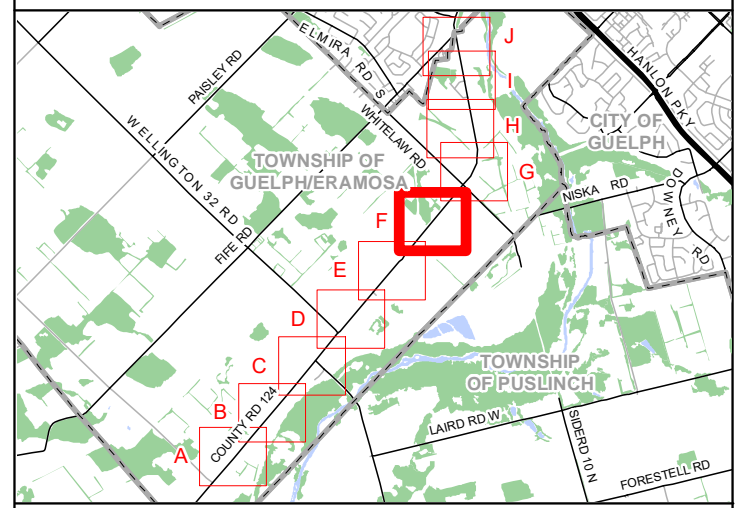 J
ELMIRA RD S
I
HANLON PKY
PAISLEY RD
WHITELAW RD
H
CITY OF
GUELPH
WELLINGTON 32 RD
TOWNSHIP OF
GUELPH/ERAMOSA
G
NISKA RD
DOWNEY RD
F
FIFE RD
E
D
TOWNSHIP
OF PUSLINCH
C
COUNTY RD 124
B
LAIRD RD W
SIDERD 10 N
A
FORESTELL RD